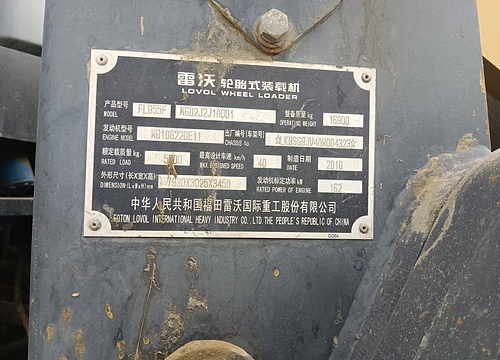 雷沃 轮胎式装载机
LOVOL WHEEL LOADER
产品型号 MODEL FL955F K602J2J1A001 整备质量 kg OPERATING WEIGHT 16900
发动机型号 ENGINE MODEL WD10G220E11 出厂编号(车架号) CHASSIS NO.
额定载质量 kg RATED LOAD 最高设计车速 km/h MAX DESIGNED SPEED 40 制造日期 DATE 2010
外形尺寸(长X宽X高) DIMENSION(LxWxH) mm 7930X3025X3450 发动机标定功率 kW RATED POWER OF ENGINE 162
中华人民共和国福田雷沃国际重工股份有限公司
FOTON LOVOL INTERNATIONAL HEAVY INDUSTRY CO., LTD. THE PEOPLE'S REPUBLIC OF CHINA
D264